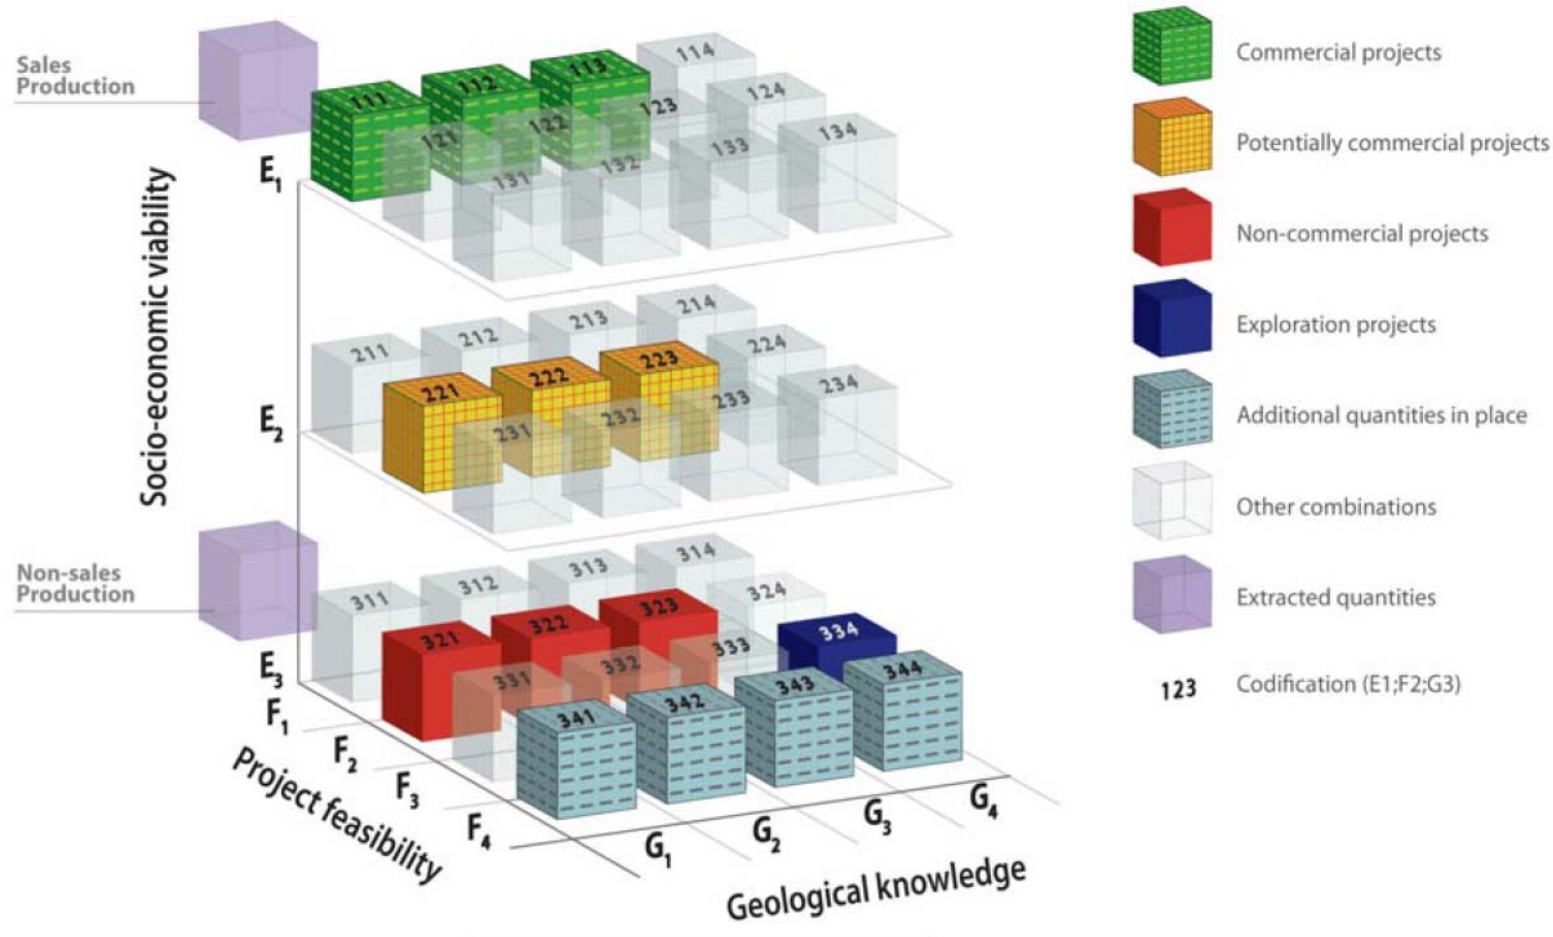 Sales
Production
Socio-economic viability
E1
111
112
113
114
121
122
123
124
131
132
133
134
E2
211
212
213
214
221
222
223
224
231
232
233
234
Non-sales
Production
E3
311
312
313
314
321
322
323
324
331
332
333
334
341
342
343
344
F1
F2
F3
F4
Project feasibility
G1
G2
G3
G4
Geological knowledge
Commercial projects
Potentially commercial projects
Non-commercial projects
Exploration projects
Additional quantities in place
Other combinations
Extracted quantities
123 Codification (E1;F2;G3)